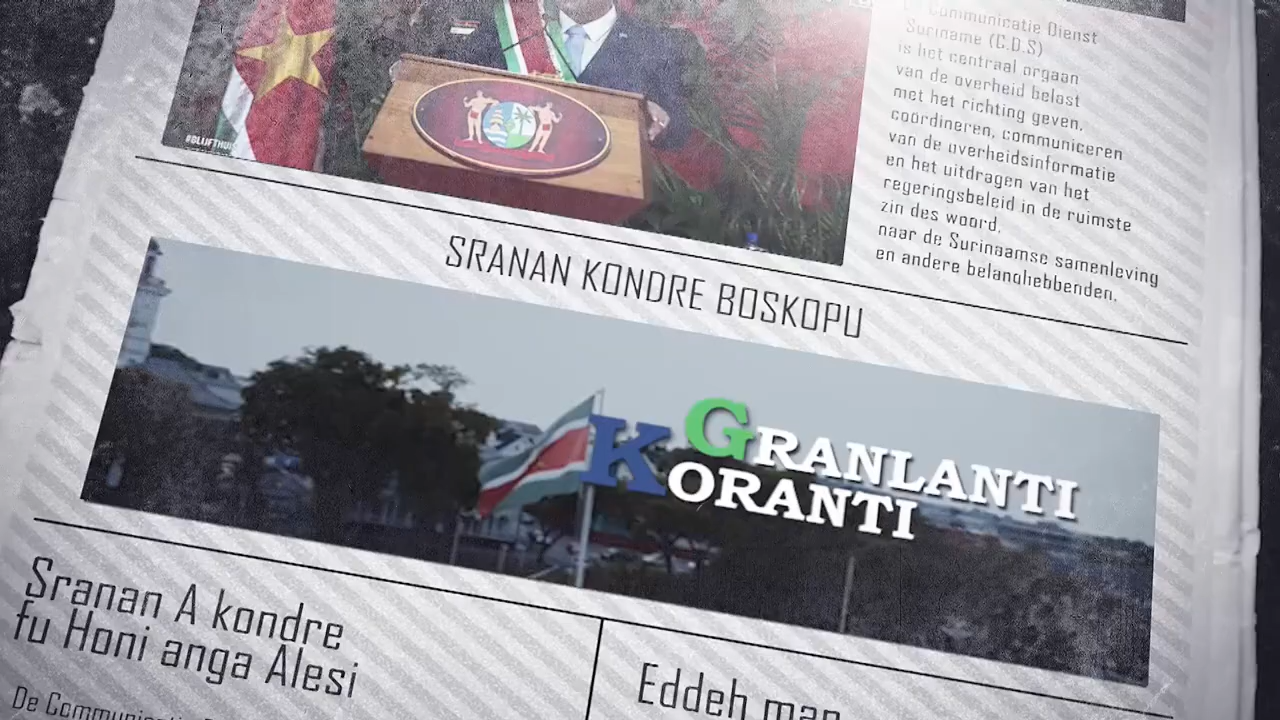 #BLIJFTHUIS
Communicatie Dienst
Suriname (C.D.S)
is het centraal orgaan
van de overheid belast
met het richting geven,
coördineren, communiceren
van de overheidsinformatie
en het uitdragen van het
regeringsbeleid in de ruimste
zin des woord,
naar de Surinaamse samenleving
en andere belanghebbenden.
SRANAN KONDRE BOSKOPU
GRANLANTI
KORANTI
Sranan A kondre
fu Honi anga Alesi
De
Eddeh man